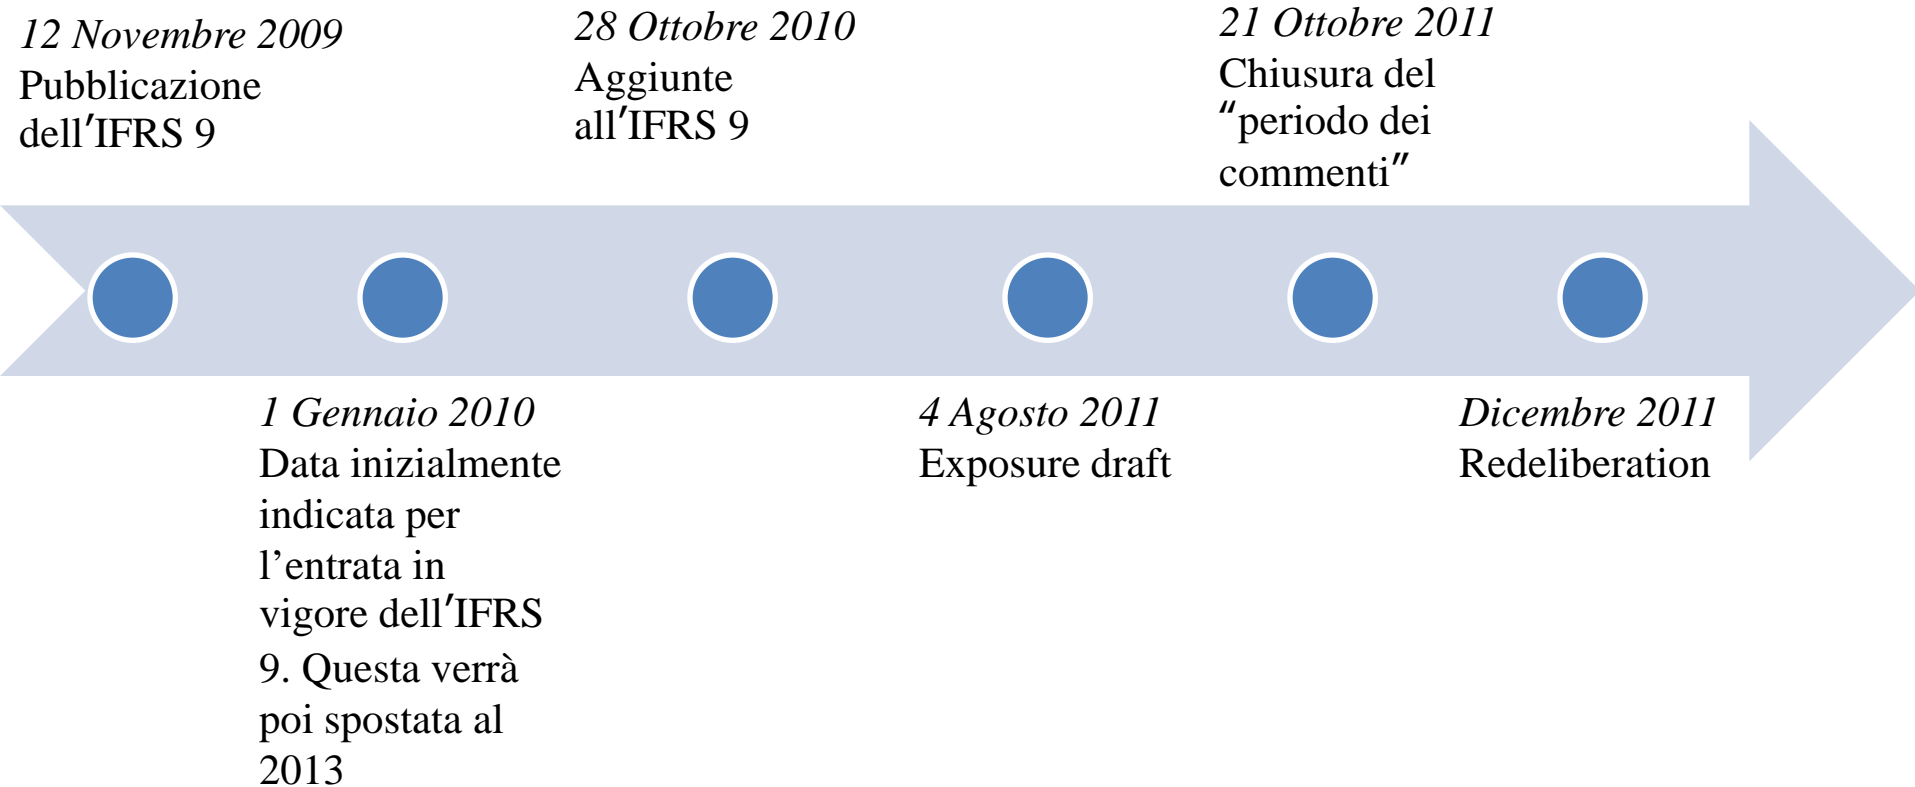 12 Novembre 2009
Pubblicazione
dell'IFRS 9
1 Gennaio 2010
Data inizialmente
indicata per
l’entrata in
vigore dell'IFRS
9. Questa verrà
poi spostata al
2013
28 Ottobre 2010
Aggiunte
all'IFRS 9
4 Agosto 2011
Exposure draft
21 Ottobre 2011
Chiusura del
“periodo dei
commenti”
Dicembre 2011
Redeliberation